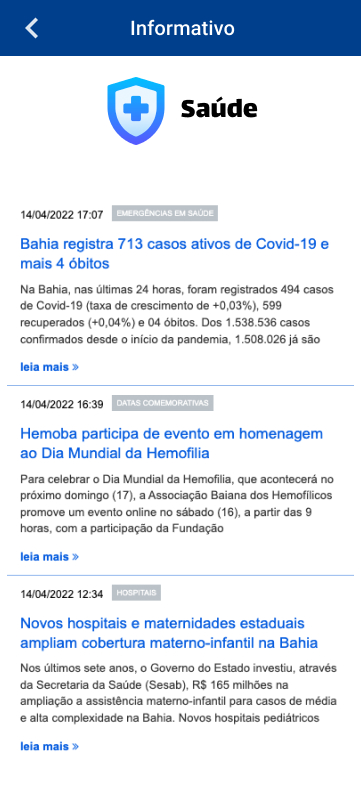 Informativo
Saúde
14/04/2022 17:07 EMERGÊNCIAS EM SAÚDE
Bahia registra 713 casos ativos de Covid-19 e
mais 4 óbitos
Na Bahia, nas últimas 24 horas, foram registrados 494 casos
de Covid-19 (taxa de crescimento de +0,03%), 599
recuperados (+0,04%) e 04 óbitos. Dos 1.538.536 casos
confirmados desde o início da pandemia, 1.508.026 já são
leia mais »
14/04/2022 16:39 DATAS COMEMORATIVAS
Hemoba participa de evento em homenagem
ao Dia Mundial da Hemofilia
Para celebrar o Dia Mundial da Hemofilia, que acontecerá no
próximo domingo (17), a Associação Baiana dos Hemofílicos
promove um evento online no sábado (16), a partir das 9
horas, com a participação da Fundação
leia mais »
14/04/2022 12:34 HOSPITAIS
Novos hospitais e maternidades estaduais
ampliam cobertura materno-infantil na Bahia
Nos últimos sete anos, o Governo do Estado investiu, através
da Secretaria da Saúde (Sesab), R$ 165 milhões na
ampliação a assistência materno-infantil para casos de média
e alta complexidade na Bahia. Novos hospitais pediátricos
leia mais »